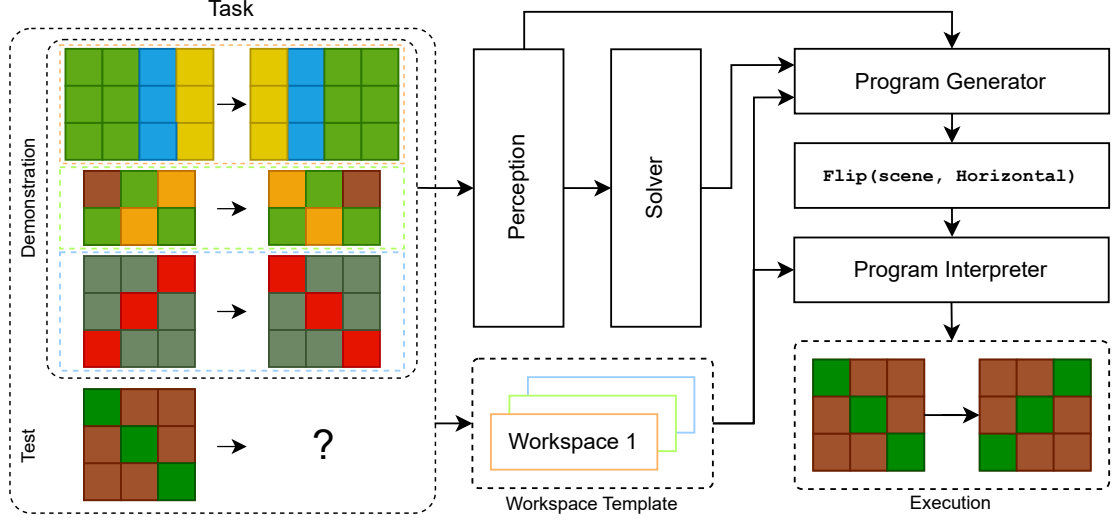 Task
Demonstration
Test
?
Perception
Solver
Program Generator
Flip(scene, Horizontal)
Program Interpreter
Workspace 1
Workspace Template
Execution